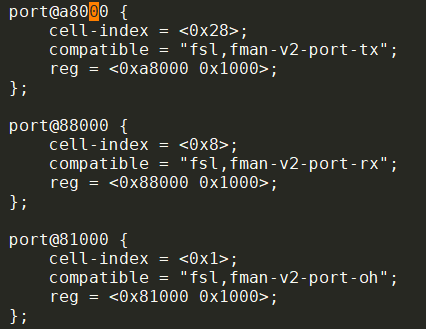 port@a8000 {
    cell-index = <0x28>;
    compatible = "fsl,fman-v2-port-tx";
    reg = <0xa8000 0x1000>;
};

port@88000 {
    cell-index = <0x8>;
    compatible = "fsl,fman-v2-port-rx";
    reg = <0x88000 0x1000>;
};

port@81000 {
    cell-index = <0x1>;
    compatible = "fsl,fman-v2-port-oh";
    reg = <0x81000 0x1000>;
};